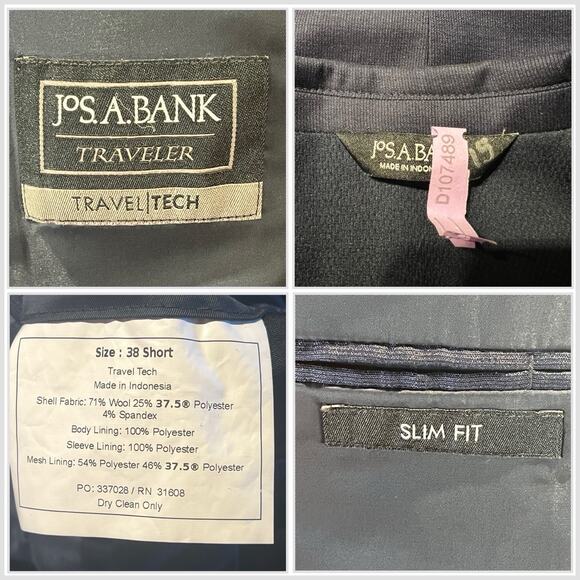 JoS.A.BANK
TRAVELER
TRAVEL|TECH
JoS.A.BA
MADE IN INDO
D107489
Size : 38 Short
Travel Tech
Made in Indonesia
Shell Fabric: 71% Wool 25% 37.5® Polyester
4% Spandex
Body Lining: 100% Polyester
Sleeve Lining: 100% Polyester
Mesh Lining: 54% Polyester 46% 37.5® Polyester
PO: 337028 / RN 31608
Dry Clean Only
SLIM FIT